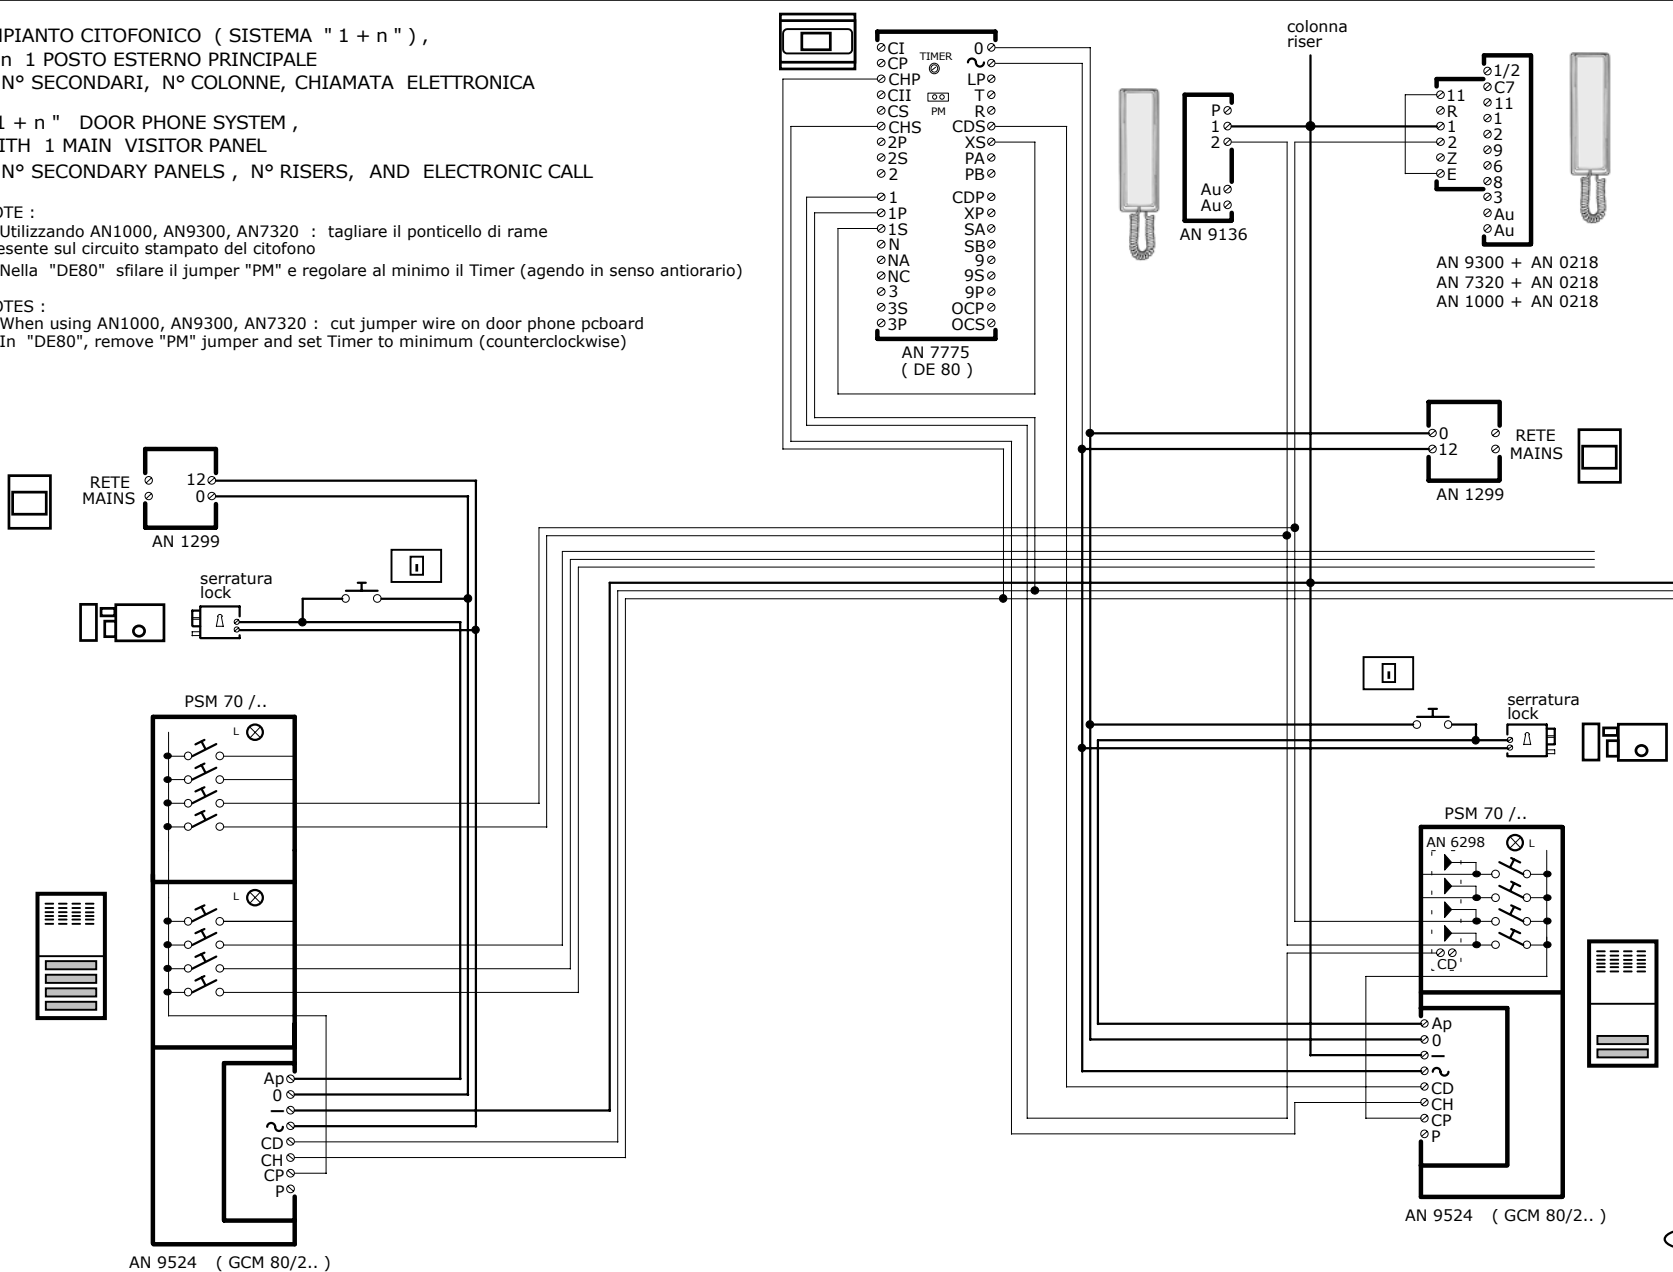 MPIANTO CITOFONICO ( SISTEMA " 1 + n " ) ,
n 1 POSTO ESTERNO PRINCIPALE
N° SECONDARI, N° COLONNE, CHIAMATA ELETTRONICA
1 + n " DOOR PHONE SYSTEM ,
ITH 1 MAIN VISITOR PANEL
N° SECONDARY PANELS , N° RISERS, AND ELECTRONIC CALL
OTE :
Utilizzando AN1000, AN9300, AN7320 : tagliare il ponticello di rame
esente sul circuito stampato del citofono
Nella "DE80" sfilare il jumper "PM" e regolare al minimo il Timer (agendo in senso antiorario)
OTES :
When using AN1000, AN9300, AN7320 : cut jumper wire on door phone pcboard
In "DE80", remove "PM" jumper and set Timer to minimum (counterclockwise)
CI
CP
CHP
CII
CS
CHS
2P
2S
2
1
1P
1S
N
NA
NC
3
3S
3P
TIMER
PM
0
~
LP
T
R
CDS
XS
PA
PB
CDP
XP
SA
SB
9
9S
9P
OCP
OCS
AN 7775
( DE 80 )
colonna
riser
P
1
2
Au
Au
AN 9136
11
R
1
2
Z
E
1/2
C7
11
1
2
9
6
8
3
Au
Au
AN 9300 + AN 0218
AN 7320 + AN 0218
AN 1000 + AN 0218
RETE
MAINS
12
0
AN 1299
0
12
RETE
MAINS
AN 1299
serratura
lock
PSM 70 /..
L
L
Ap
0
—
~
CD
CH
CP
P
AN 9524 ( GCM 80/2.. )
serratura
lock
PSM 70 /..
AN 6298
L
CD
Ap
0
—
~
CD
CH
CP
P
AN 9524 ( GCM 80/2.. )